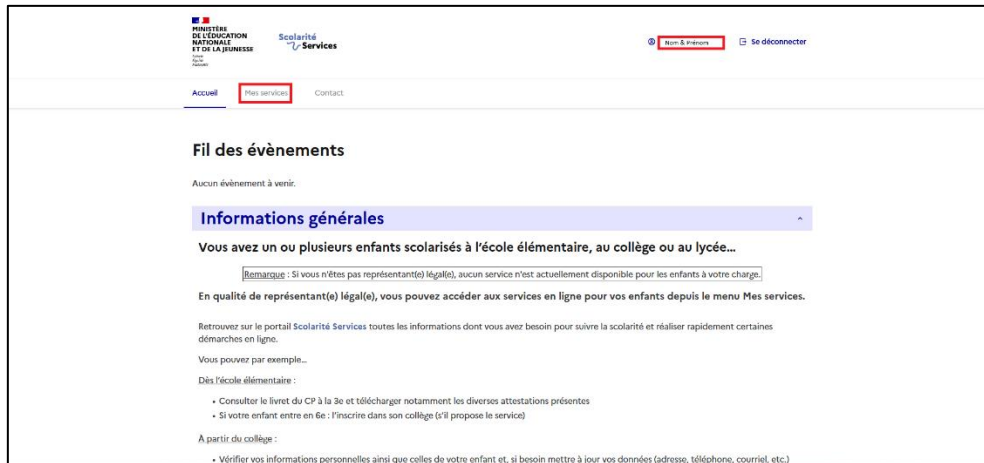 MINISTÈRE
DE L'ÉDUCATION
NATIONALE
ET DE LA JEUNESSE
Scolarité
Services
Nom & Prénom
Se déconnecter
Accueil
Mes services
Contact
Fil des évènements
Aucun évènement à venir.
Informations générales
Vous avez un ou plusieurs enfants scolarisés à l'école élémentaire, au collège ou au lycée...
Remarque : Si vous n'êtes pas représentant(e) légal(e), aucun service n'est actuellement disponible pour les enfants à votre charge.
En qualité de représentant(e) légal(e), vous pouvez accéder aux services en ligne pour vos enfants depuis le menu Mes services.
Retrouvez sur le portail Scolarité Services toutes les informations dont vous avez besoin pour suivre la scolarité et réaliser rapidement certaines
démarches en ligne.
Vous pouvez par exemple...
Dès l'école élémentaire :
• Consulter le livret du CP à la 3e et télécharger notamment les diverses attestations présentes
• Si votre enfant entre en 6e : l'inscrire dans son collège (s'il propose le service)
À partir du collège :
• Vérifier vos informations personnelles ainsi que celles de votre enfant et, si besoin mettre à jour vos données (adresse, téléphone, courriel, etc.)